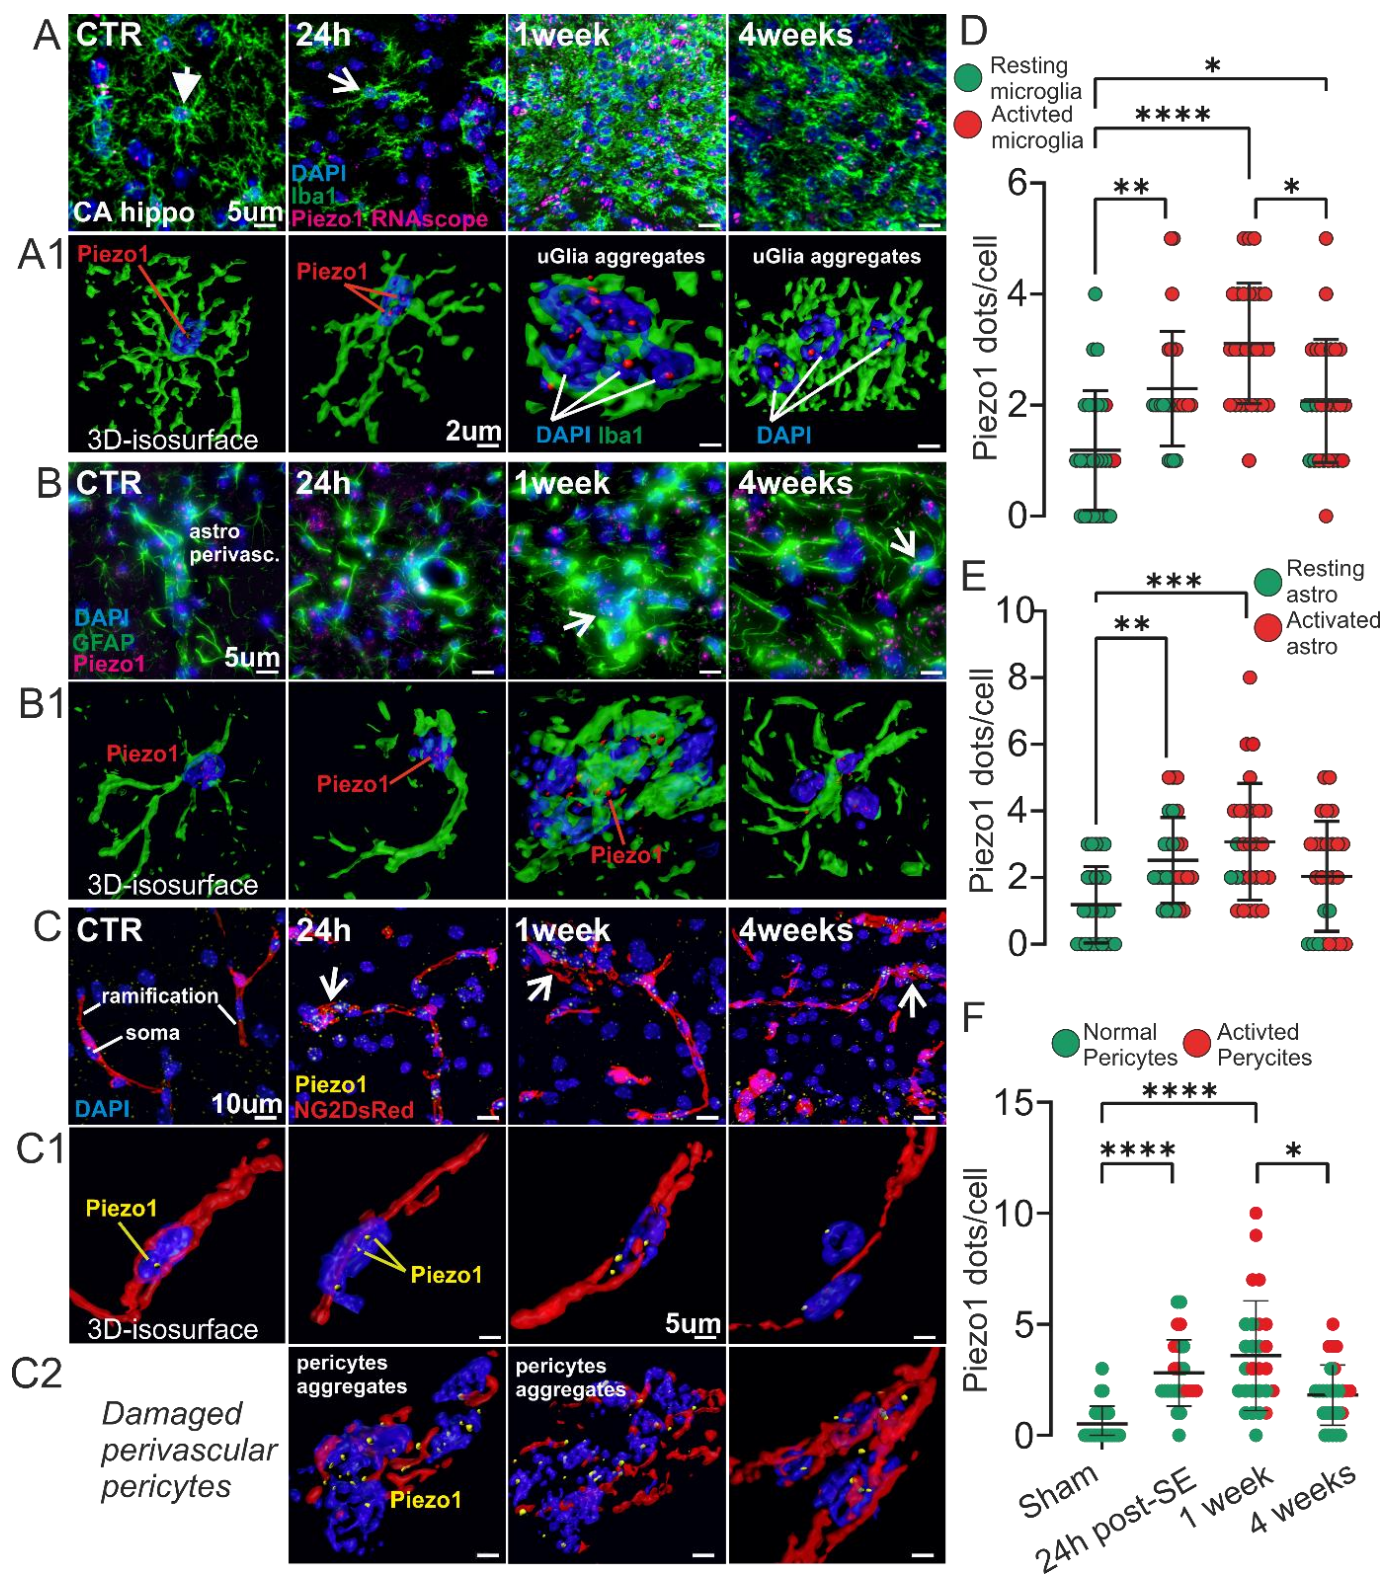 A
CTR
24h
1week
4weeks
DAPI
Iba1
Piezo1 RNAscope
CA hippo
5um
A1
Piezo1
3D-isosurface
Piezo1
2um
uGlia aggregates
DAPI Iba1
uGlia aggregates
DAPI
B
CTR
24h
1week
4weeks
astro
perivasc.
DAPI
GFAP
Piezo1
5um
B1
Piezo1
3D-isosurface
Piezo1
Piezo1
C
CTR
24h
1week
4weeks
ramification
soma
DAPI
10um
Piezo1
NG2DsRed
C1
Piezo1
3D-isosurface
Piezo1
5um
C2
Damaged
perivascular
pericytes
pericytes
aggregates
Piezo1
pericytes
aggregates
D
Resting
microglia
Activted
microglia
*
****
**
*
Piezo1 dots/cell
6
4
2
0
E
Resting
astro
Activated
astro
***
**
Piezo1 dots/cell
10
8
6
4
2
0
F
Normal
Pericytes
Activted
Perycites
****
****
*
Piezo1 dots/cell
15
10
5
0
Sham
24h post-SE
1 week
4 weeks